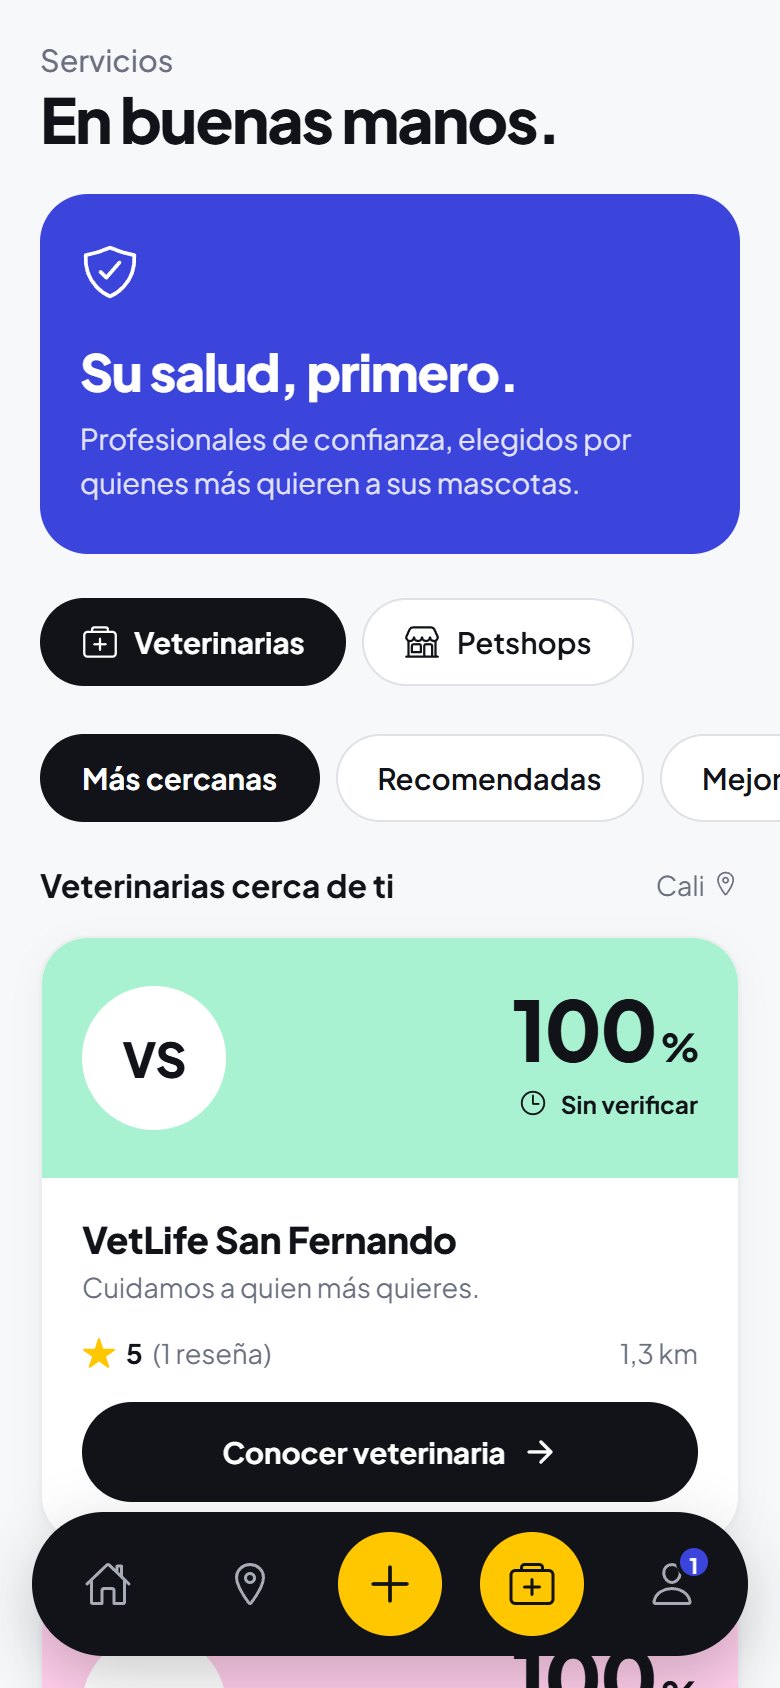 Servicios
En buenas manos.
Su salud, primero.
Profesionales de confianza, elegidos por
quienes más quieren a sus mascotas.
Veterinarias
Petshops
Más cercanas
Recomendadas
Mejor
Veterinarias cerca de ti
Cali
VS
100%
Sin verificar
VetLife San Fernando
Cuidamos a quien más quieres.
5 (1 reseña)
1,3 km
Conocer veterinaria
1
100%